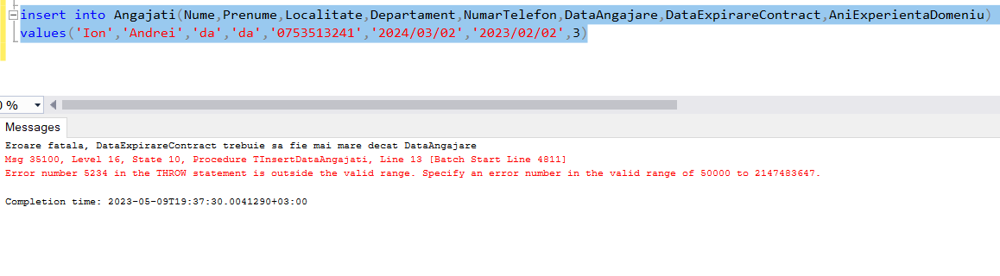 insert into Angajati(Nume,Prenume,Localitate,Departament,NumarTelefon,DataAngajare,DataExpirareContract,AniExperientaDomeniu)
values('Ion','Andrei','da','da','0753513241','2024/03/02','2023/02/02',3)
0 %
Messages
Eroare fatala, DataExpirareContract trebuie sa fie mai mare decat DataAngajare
Msg 35100, Level 16, State 10, Procedure TInsertDataAngajati, Line 13 [Batch Start Line 4811]
Error number 5234 in the THROW statement is outside the valid range. Specify an error number in the valid range of 50000 to 2147483647.
Completion time: 2023-05-09T19:37:30.0041290+03:00